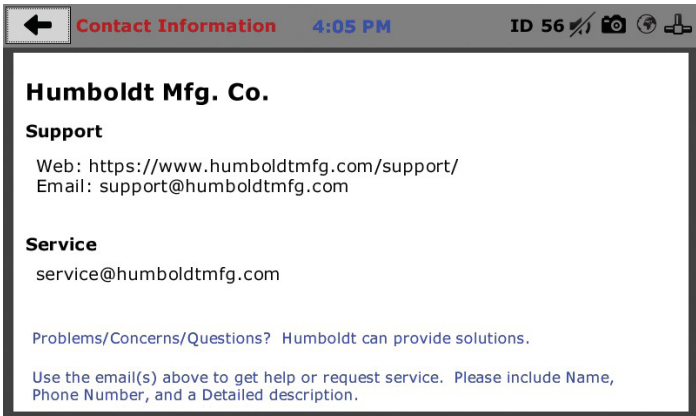 Contact Information 4:05 PM ID 56
Humboldt Mfg. Co.
Support
Web: https://www.humboldtmfg.com/support/
Email: support@humboldtmfg.com
Service
service@humboldtmfg.com
Problems/Concerns/Questions? Humboldt can provide solutions.
Use the email(s) above to get help or request service. Please include Name,
Phone Number, and a Detailed description.